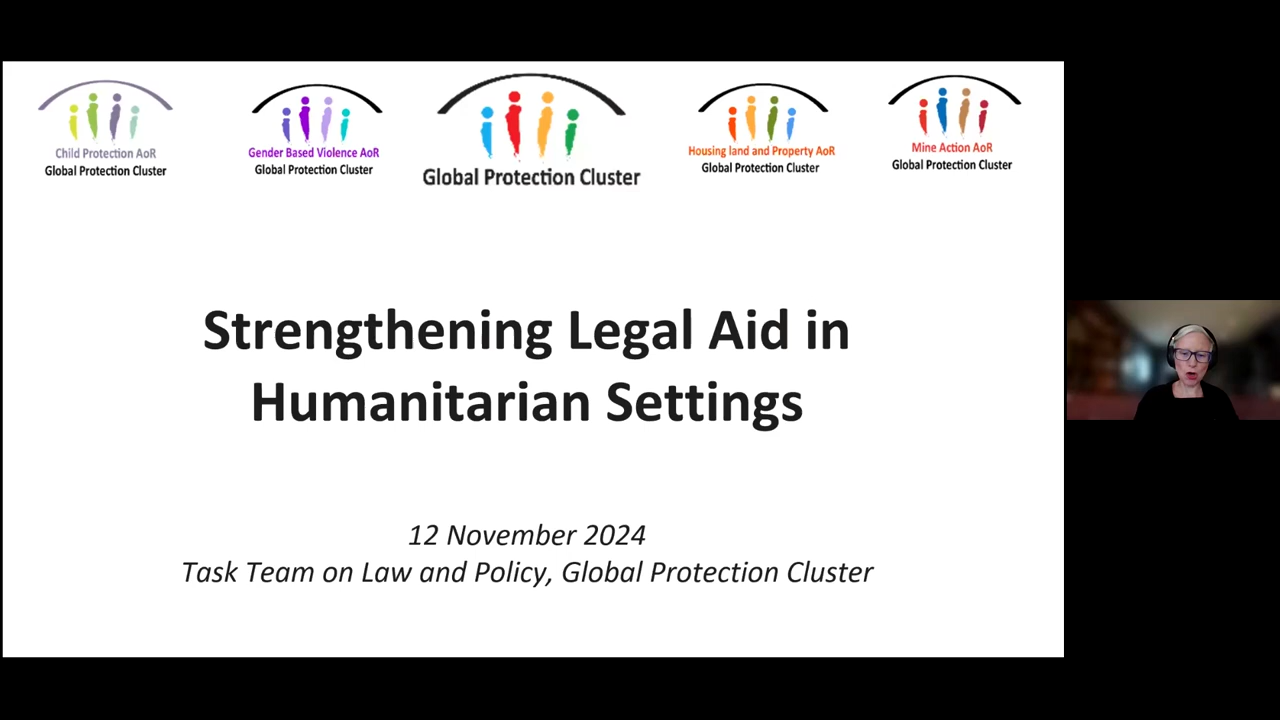 Child Protection AoR
Global Protection Cluster
Gender Based Violence AoR
Global Protection Cluster
Global Protection Cluster
Housing land and Property AoR
Global Protection Cluster
Mine Action AoR
Global Protection Cluster
Strengthening Legal Aid in
Humanitarian Settings
12 November 2024
Task Team on Law and Policy, Global Protection Cluster